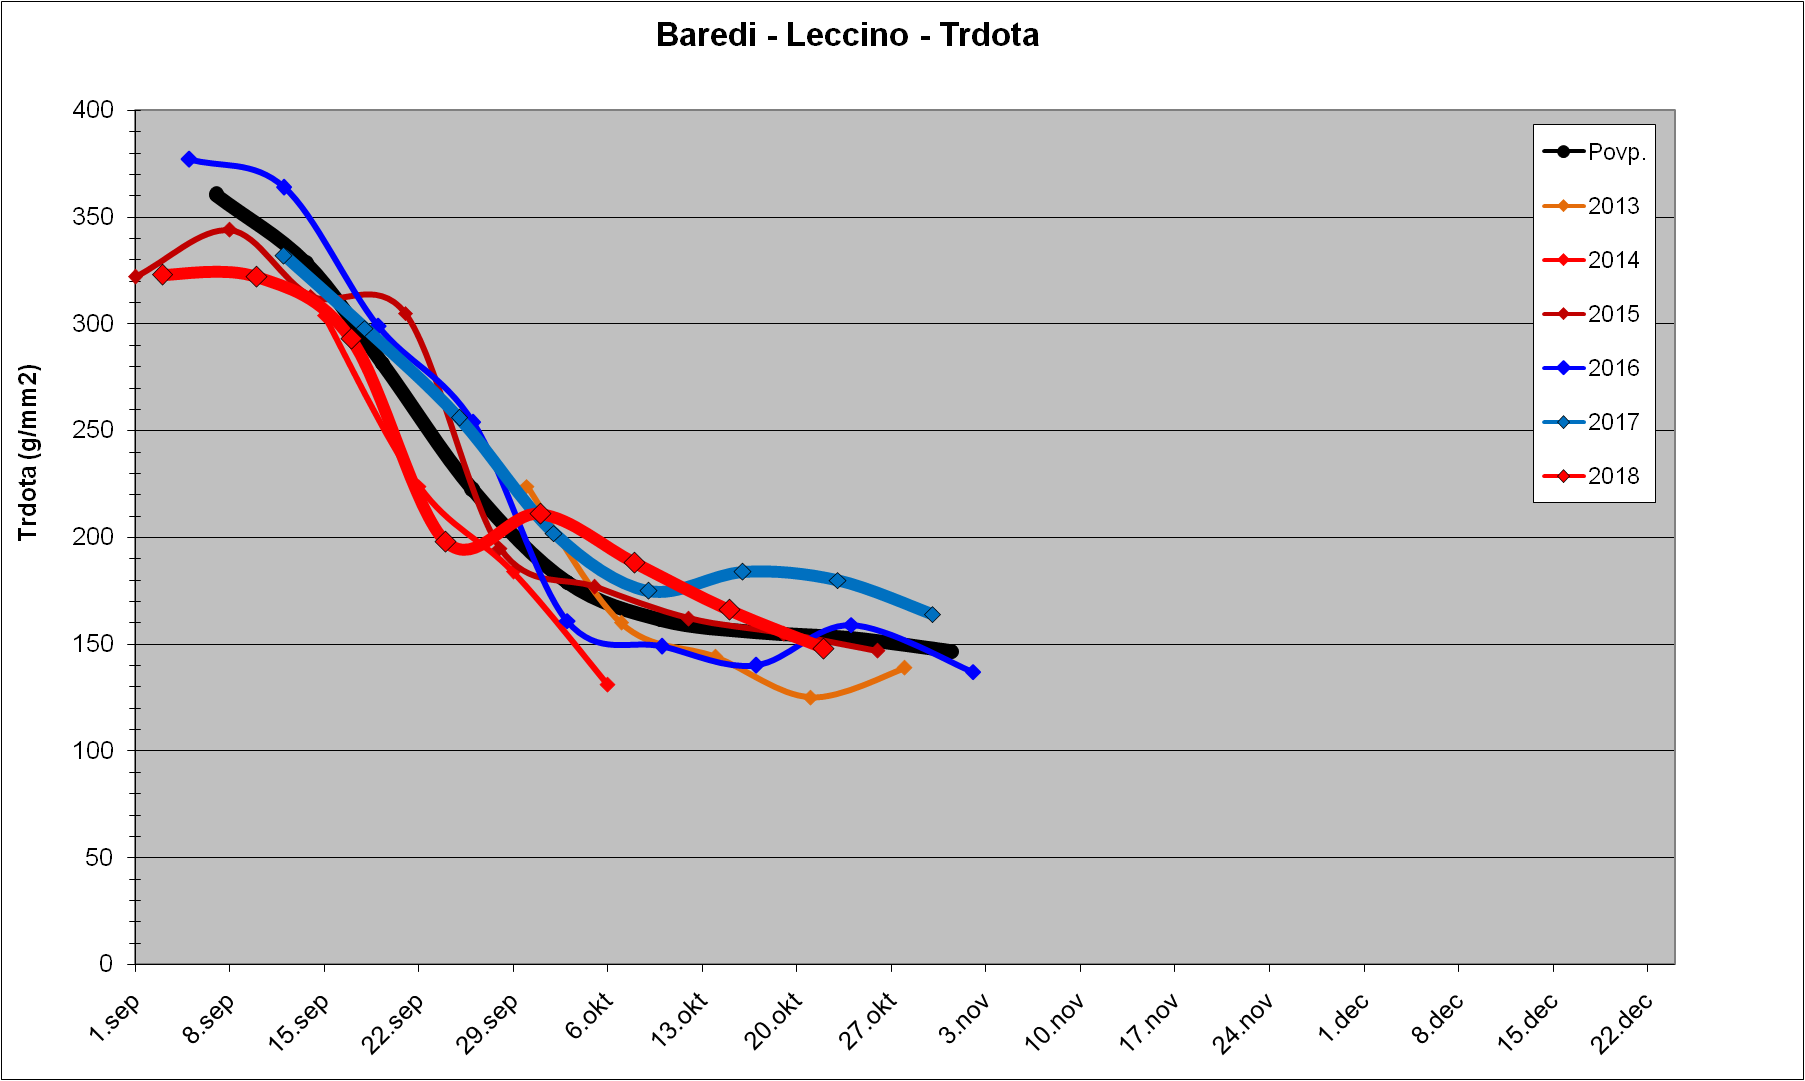 Baredi - Leccino - Trdota
Trdota (g/mm2)
400
350
300
250
200
150
100
50
0
1.sep
8.sep
15.sep
22.sep
29.sep
6.okt
13.okt
20.okt
27.okt
3.nov
10.nov
17.nov
24.nov
1.dec
8.dec
15.dec
22.dec
Povp.
2013
2014
2015
2016
2017
2018